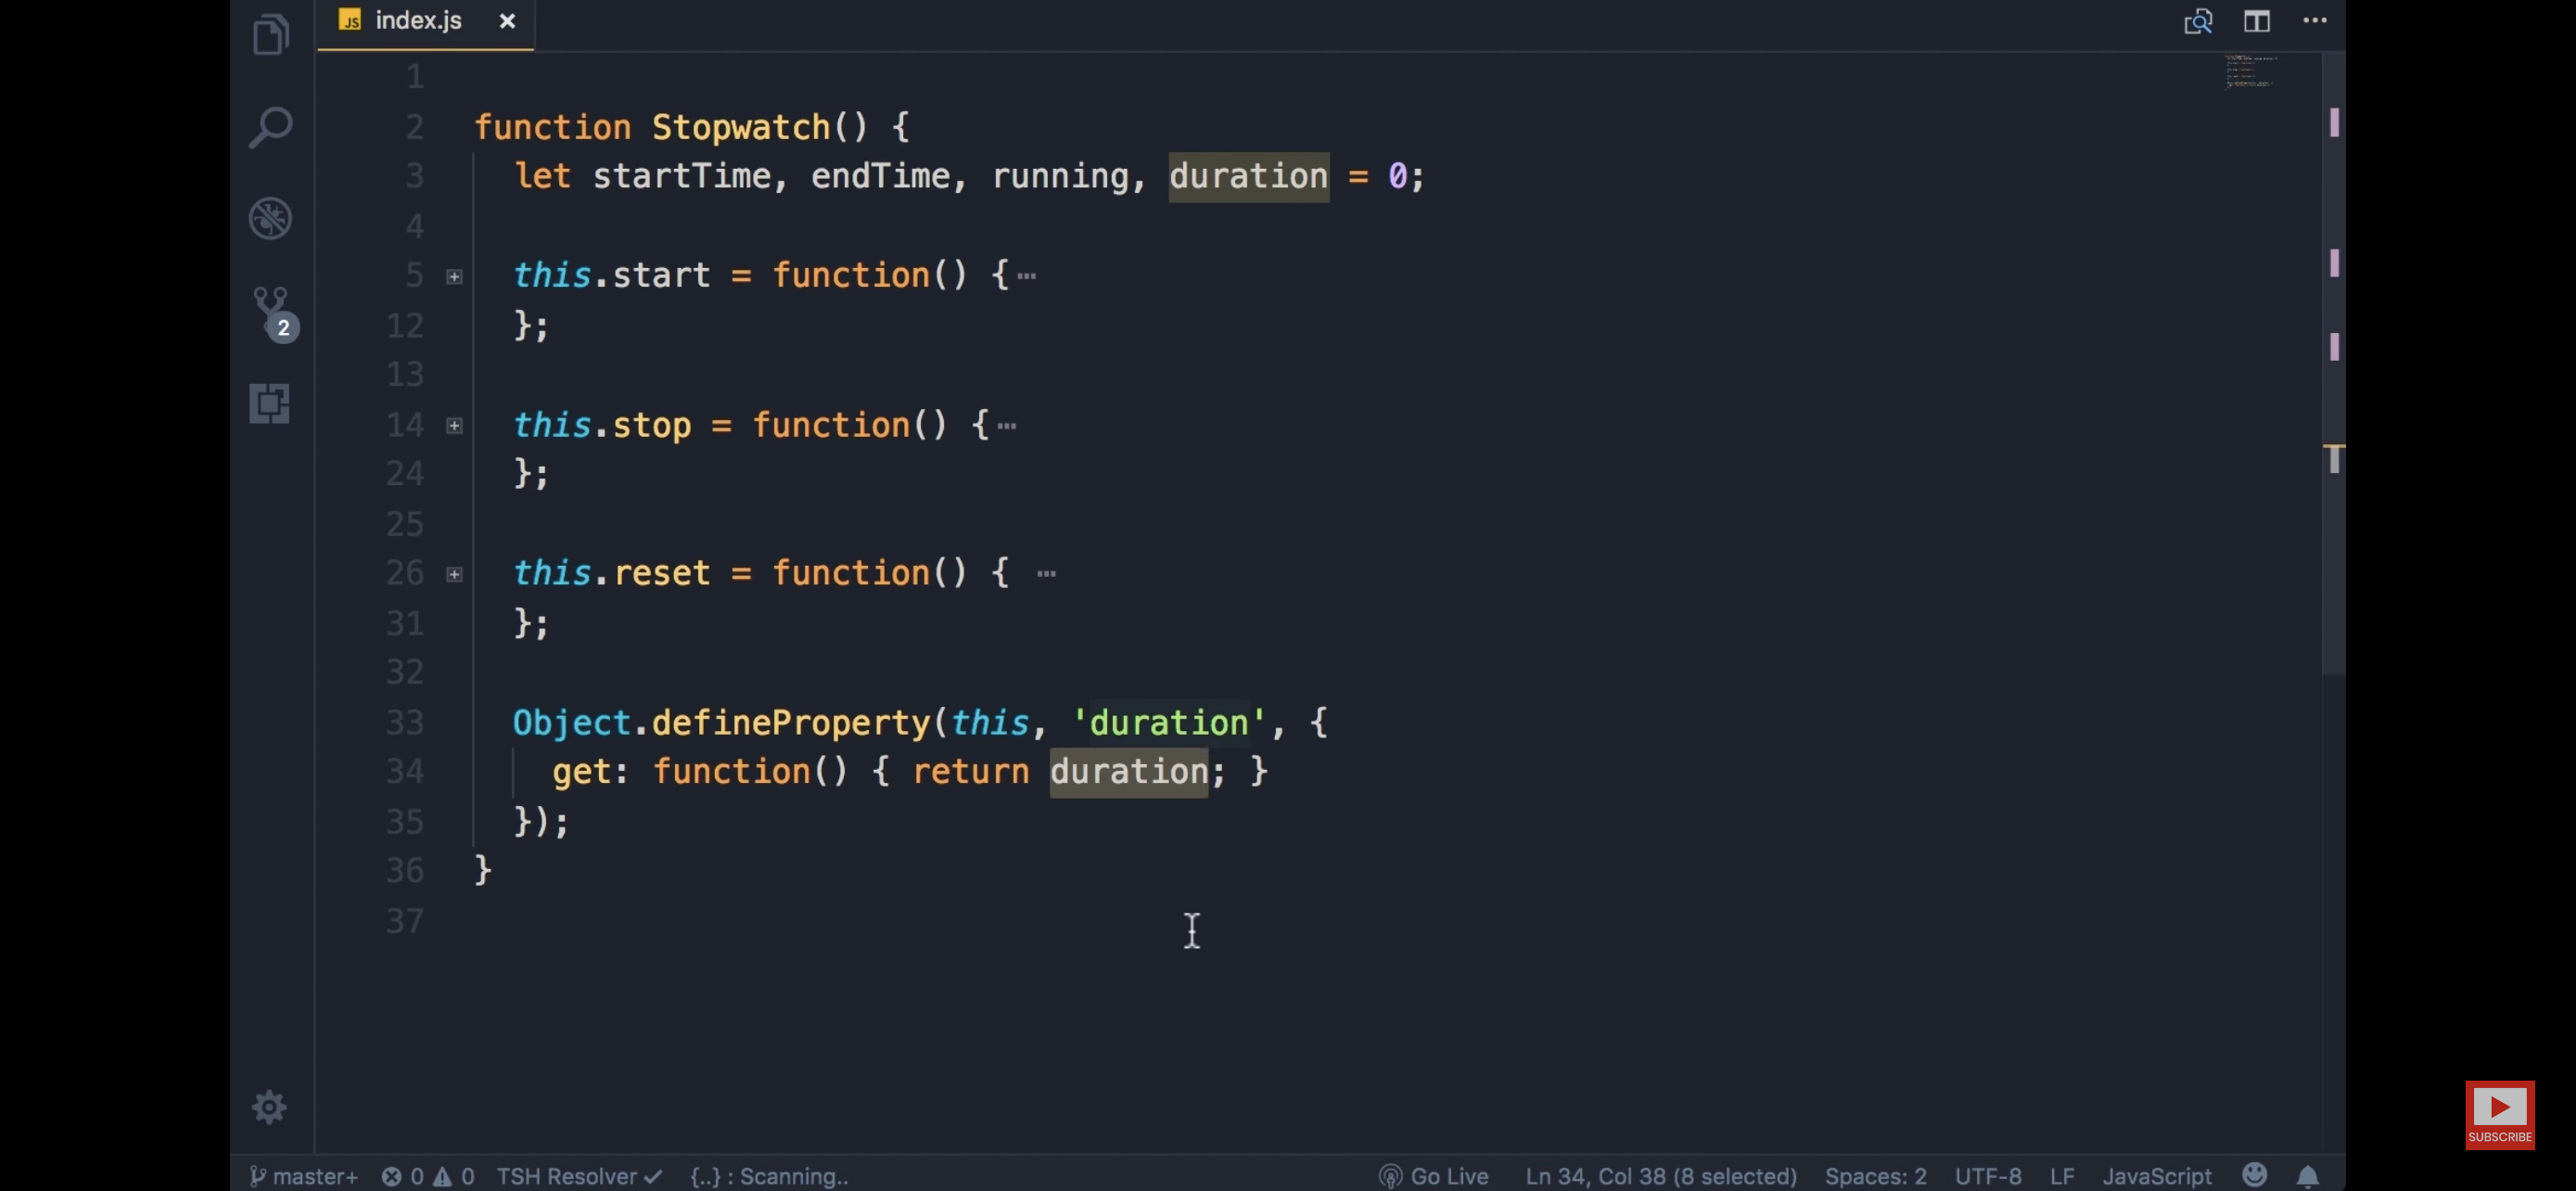 JS index.js ×
1
2 function Stopwatch() {
3 let startTime, endTime, running, duration = 0;
4
5 this.start = function() {…
12 };
13
14 this.stop = function() {…
24 };
25
26 this.reset = function() { …
31 };
32
33 Object.defineProperty(this, 'duration', {
34 get: function() { return duration; }
35 });
36 }
37
2
SUBSCRIBE
master+ 0 0 TSH Resolver ✓ {..} : Scanning.. Go Live Ln 34, Col 38 (8 selected) Spaces: 2 UTF-8 LF JavaScript